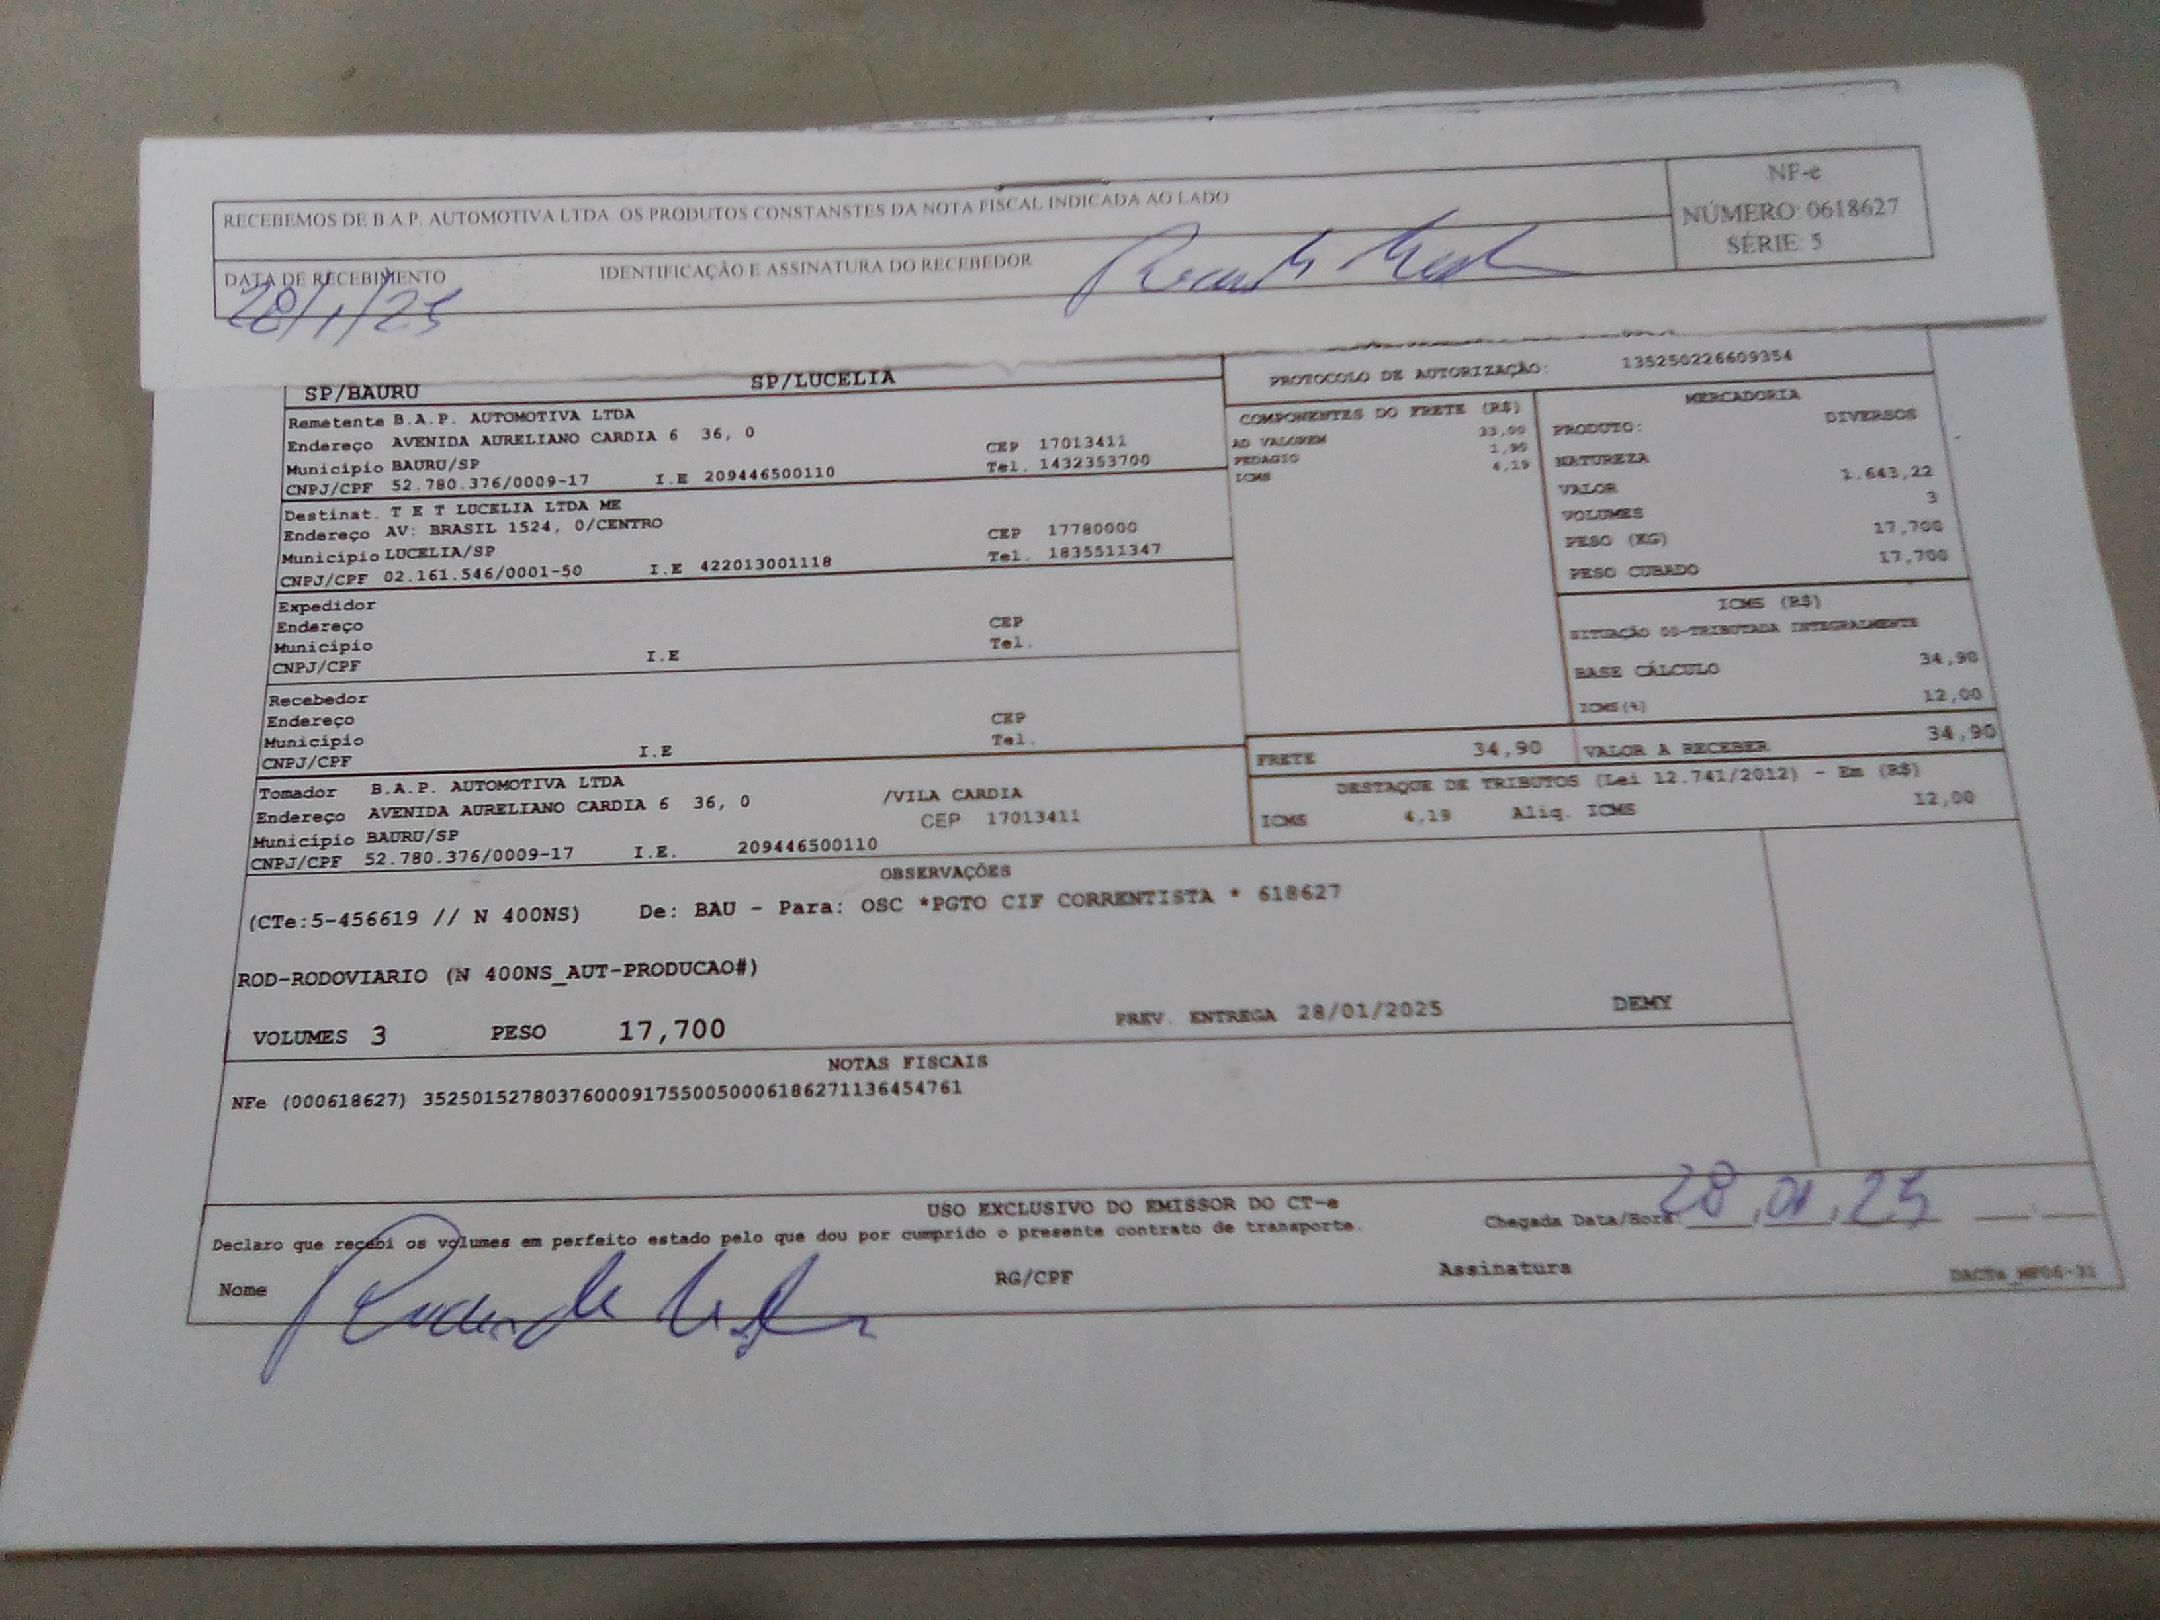 RECEBEMOS DE B.A.P. AUTOMOTIVA LTDA OS PRODUTOS CONSTANSTES DA NOTA FISCAL INDICADA AO LADO
NF-e
NÚMERO: 0618627
SÉRIE: 5
DATA DE RECEBIMENTO IDENTIFICAÇÃO E ASSINATURA DO RECEBEDOR
28/1/25
SP/BAURU SP/LUCELIA
PROTOCOLO DE AUTORIZAÇÃO: 135250226609354
Remetente B.A.P. AUTOMOTIVA LTDA
Endereço AVENIDA AURELIANO CARDIA 6 36, 0 CEP 17013411
Município BAURU/SP Tel. 1432353700
CNPJ/CPF 52.780.376/0009-17 I.E 209446500110
Destinat. T E T LUCELIA LTDA ME
Endereço AV: BRASIL 1524, 0/CENTRO CEP 17780000
Município LUCELIA/SP Tel. 1835511347
CNPJ/CPF 02.161.546/0001-50 I.E 422013001118
Expedidor
Endereço CEP
Município Tel.
CNPJ/CPF I.E
Recebedor
Endereço CEP
Município Tel.
CNPJ/CPF I.E
Tomador B.A.P. AUTOMOTIVA LTDA
Endereço AVENIDA AURELIANO CARDIA 6 36, 0 /VILA CARDIA
Município BAURU/SP CEP 17013411
CNPJ/CPF 52.780.376/0009-17 I.E. 209446500110
COMPONENTES DO FRETE (R$)
AD VALOREM 33,00
PEDAGIO 1,90
ICMS 4,19
MERCADORIA
PRODUTO: DIVERSOS
NATUREZA
VALOR 1.643,22
VOLUMES 3
PESO (KG) 17,700
PESO CUBADO 17,700
ICMS (R$)
SITUAÇÃO 00-TRIBUTADA INTEGRALMENTE
BASE CÁLCULO 34,90
ICMS(%) 12,00
FRETE 34,90 VALOR A RECEBER 34,90
DESTAQUE DE TRIBUTOS (Lei 12.741/2012) - Em (R$)
ICMS 4,19 Aliq. ICMS 12,00
OBSERVAÇÕES
(CTe:5-456619 // N 400NS) De: BAU - Para: OSC *PGTO CIF CORRENTISTA * 618627
ROD-RODOVIARIO (N 400NS_AUT-PRODUCAO#)
VOLUMES 3 PESO 17,700 PREV. ENTREGA 28/01/2025 DEMY
NOTAS FISCAIS
NFe (000618627) 35250152780376000917550050006186271136454761
USO EXCLUSIVO DO EMISSOR DO CT-e
Declaro que recebi os volumes em perfeito estado pelo que dou por cumprido o presente contrato de transporte. Chegada Data/Hora: 28,01,25
Nome RG/CPF Assinatura